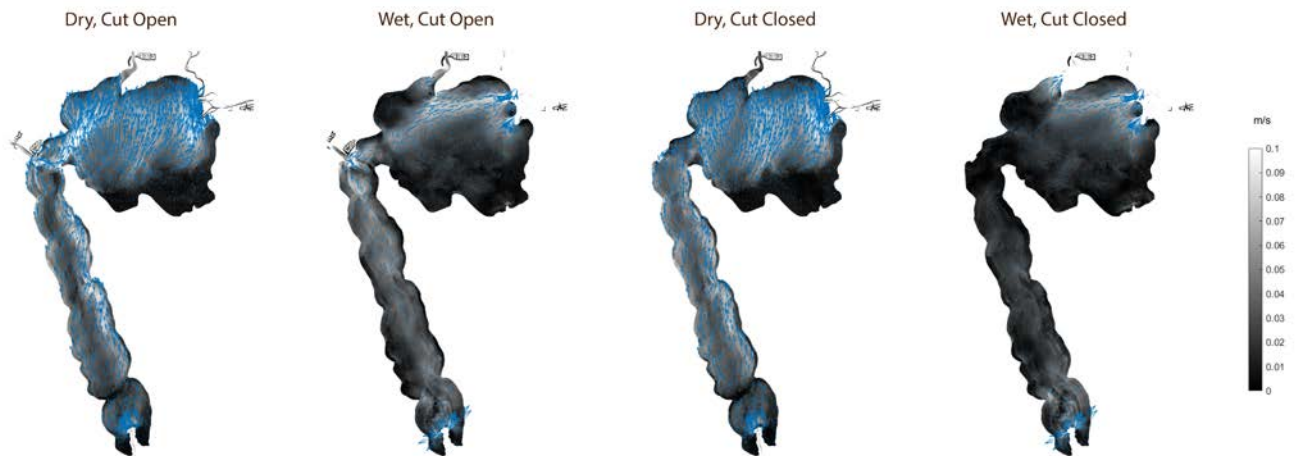 Dry, Cut Open
Wet, Cut Open
Dry, Cut Closed
Wet, Cut Closed
m/s
0.1
0.09
0.08
0.07
0.06
0.05
0.04
0.03
0.02
0.01
0